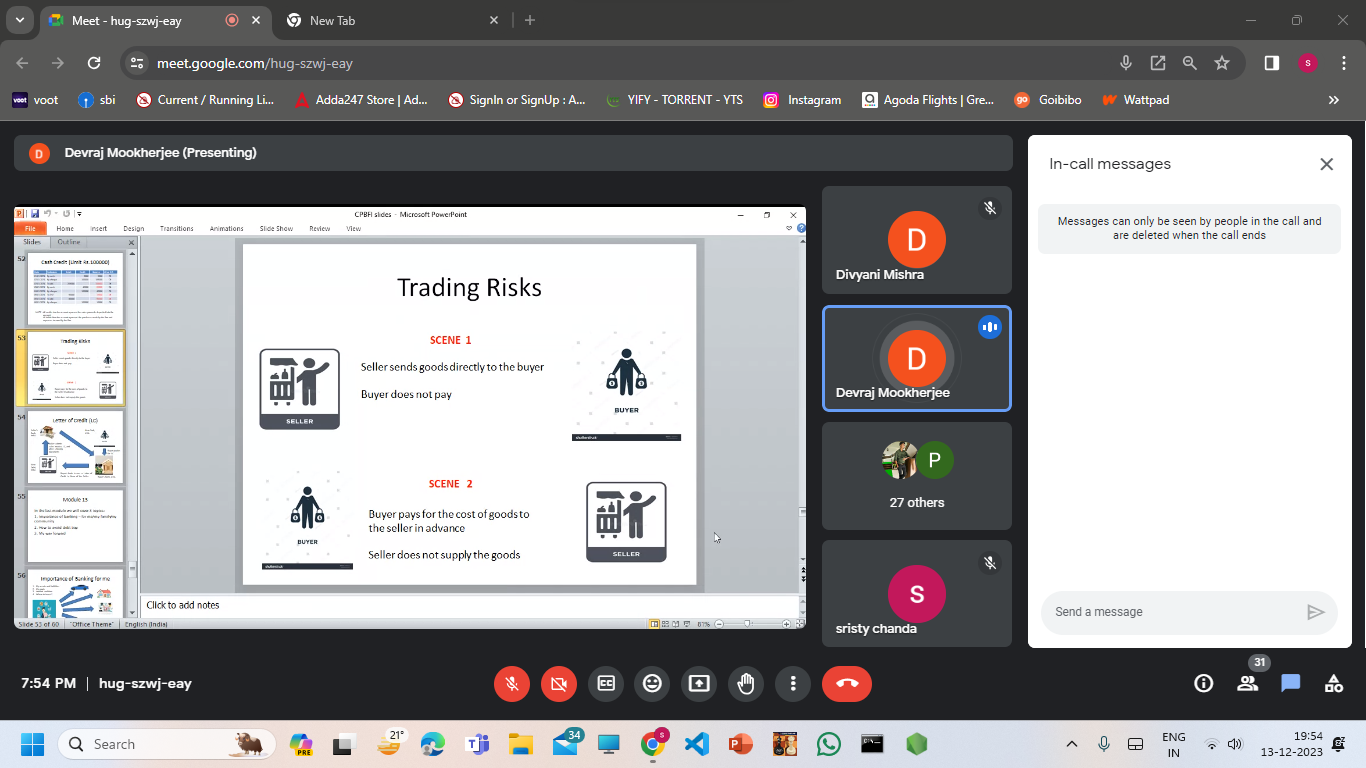 Meet - hug-szwj-eay
New Tab
meet.google.com/hug-szwj-eay
voot
sbi
Current / Running Li...
Adda247 Store | Ad...
SignIn or SignUp : A...
YIFY - TORRENT - YTS
Instagram
Agoda Flights | Gre...
Goibibo
Wattpad
Devraj Mookherjee (Presenting)
CPBFI slides - Microsoft PowerPoint
File Home Insert Design Transitions Animations Slide Show Review View
Slides Outline
52
Cash Credit (Limit Rs.100000)
53
Trading Risks
54
Letter of Credit (LC)
55
Module 13
56
Importance of Banking for me
Trading Risks
SCENE 1
Seller sends goods directly to the buyer
Buyer does not pay
SELLER
BUYER
shutterstock
SCENE 2
Buyer pays for the cost of goods to
the seller in advance
Seller does not supply the goods
BUYER
SELLER
shutterstock
Click to add notes
Slide 53 of 60 "Office Theme" English (India)
81%
D
Divyani Mishra
D
Devraj Mookherjee
P
27 others
S
sristy chanda
In-call messages
Messages can only be seen by people in the call and
are deleted when the call ends
Send a message
7:54 PM | hug-szwj-eay
31
Search
PRE
21°
34
ENG
IN
19:54
13-12-2023